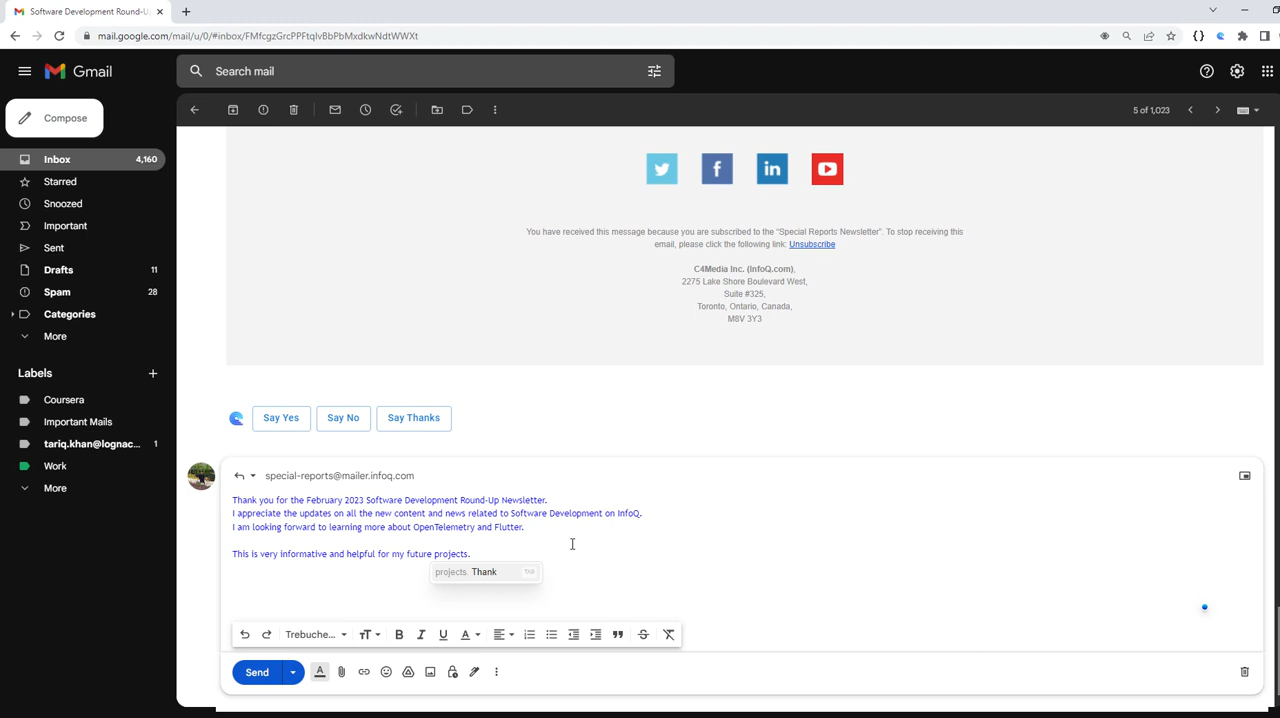 Software Development Round-Up
mail.google.com/mail/u/0/#inbox/FMfcgzGrcPPFtqlvBbPbMxdkwNdtWWXt
Gmail
Search mail
Compose
5 of 1,023
Inbox 4,160
Starred
Snoozed
Important
Sent
Drafts 11
Spam 28
Categories
More
Labels
Coursera
Important Mails
tariq.khan@lognac... 1
Work
More
You have received this message because you are subscribed to the “Special Reports Newsletter”. To stop receiving this
email, please click the following link: Unsubscribe
C4Media Inc. (InfoQ.com),
2275 Lake Shore Boulevard West,
Suite #325,
Toronto, Ontario, Canada,
M8V 3Y3
Say Yes Say No Say Thanks
special-reports@mailer.infoq.com
Thank you for the February 2023 Software Development Round-Up Newsletter.
I appreciate the updates on all the new content and news related to Software Development on InfoQ.
I am looking forward to learning more about OpenTelemetry and Flutter.
This is very informative and helpful for my future projects.
projects. Thank TAB
Trebuche...
Send